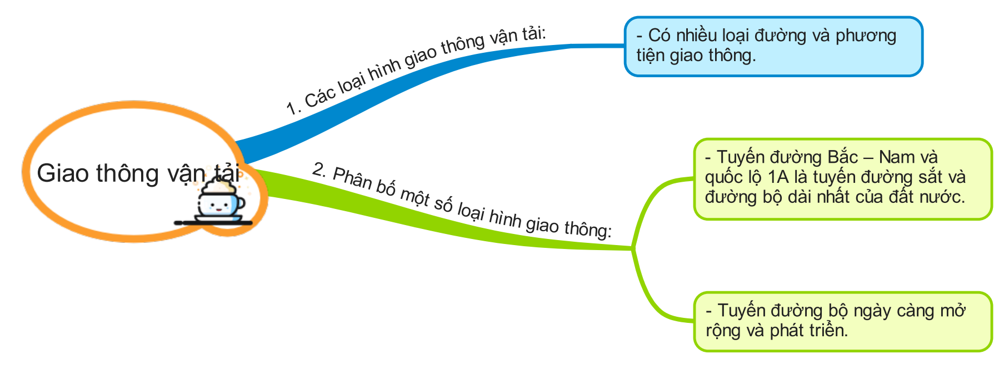 Giao thông vận tải
1. Các loại hình giao thông vận tải:
- Có nhiều loại đường và phương
tiện giao thông.
2. Phân bố một số loại hình giao thông:
- Tuyến đường Bắc – Nam và
quốc lộ 1A là tuyến đường sắt và
đường bộ dài nhất của đất nước.
- Tuyến đường bộ ngày càng mở
rộng và phát triển.